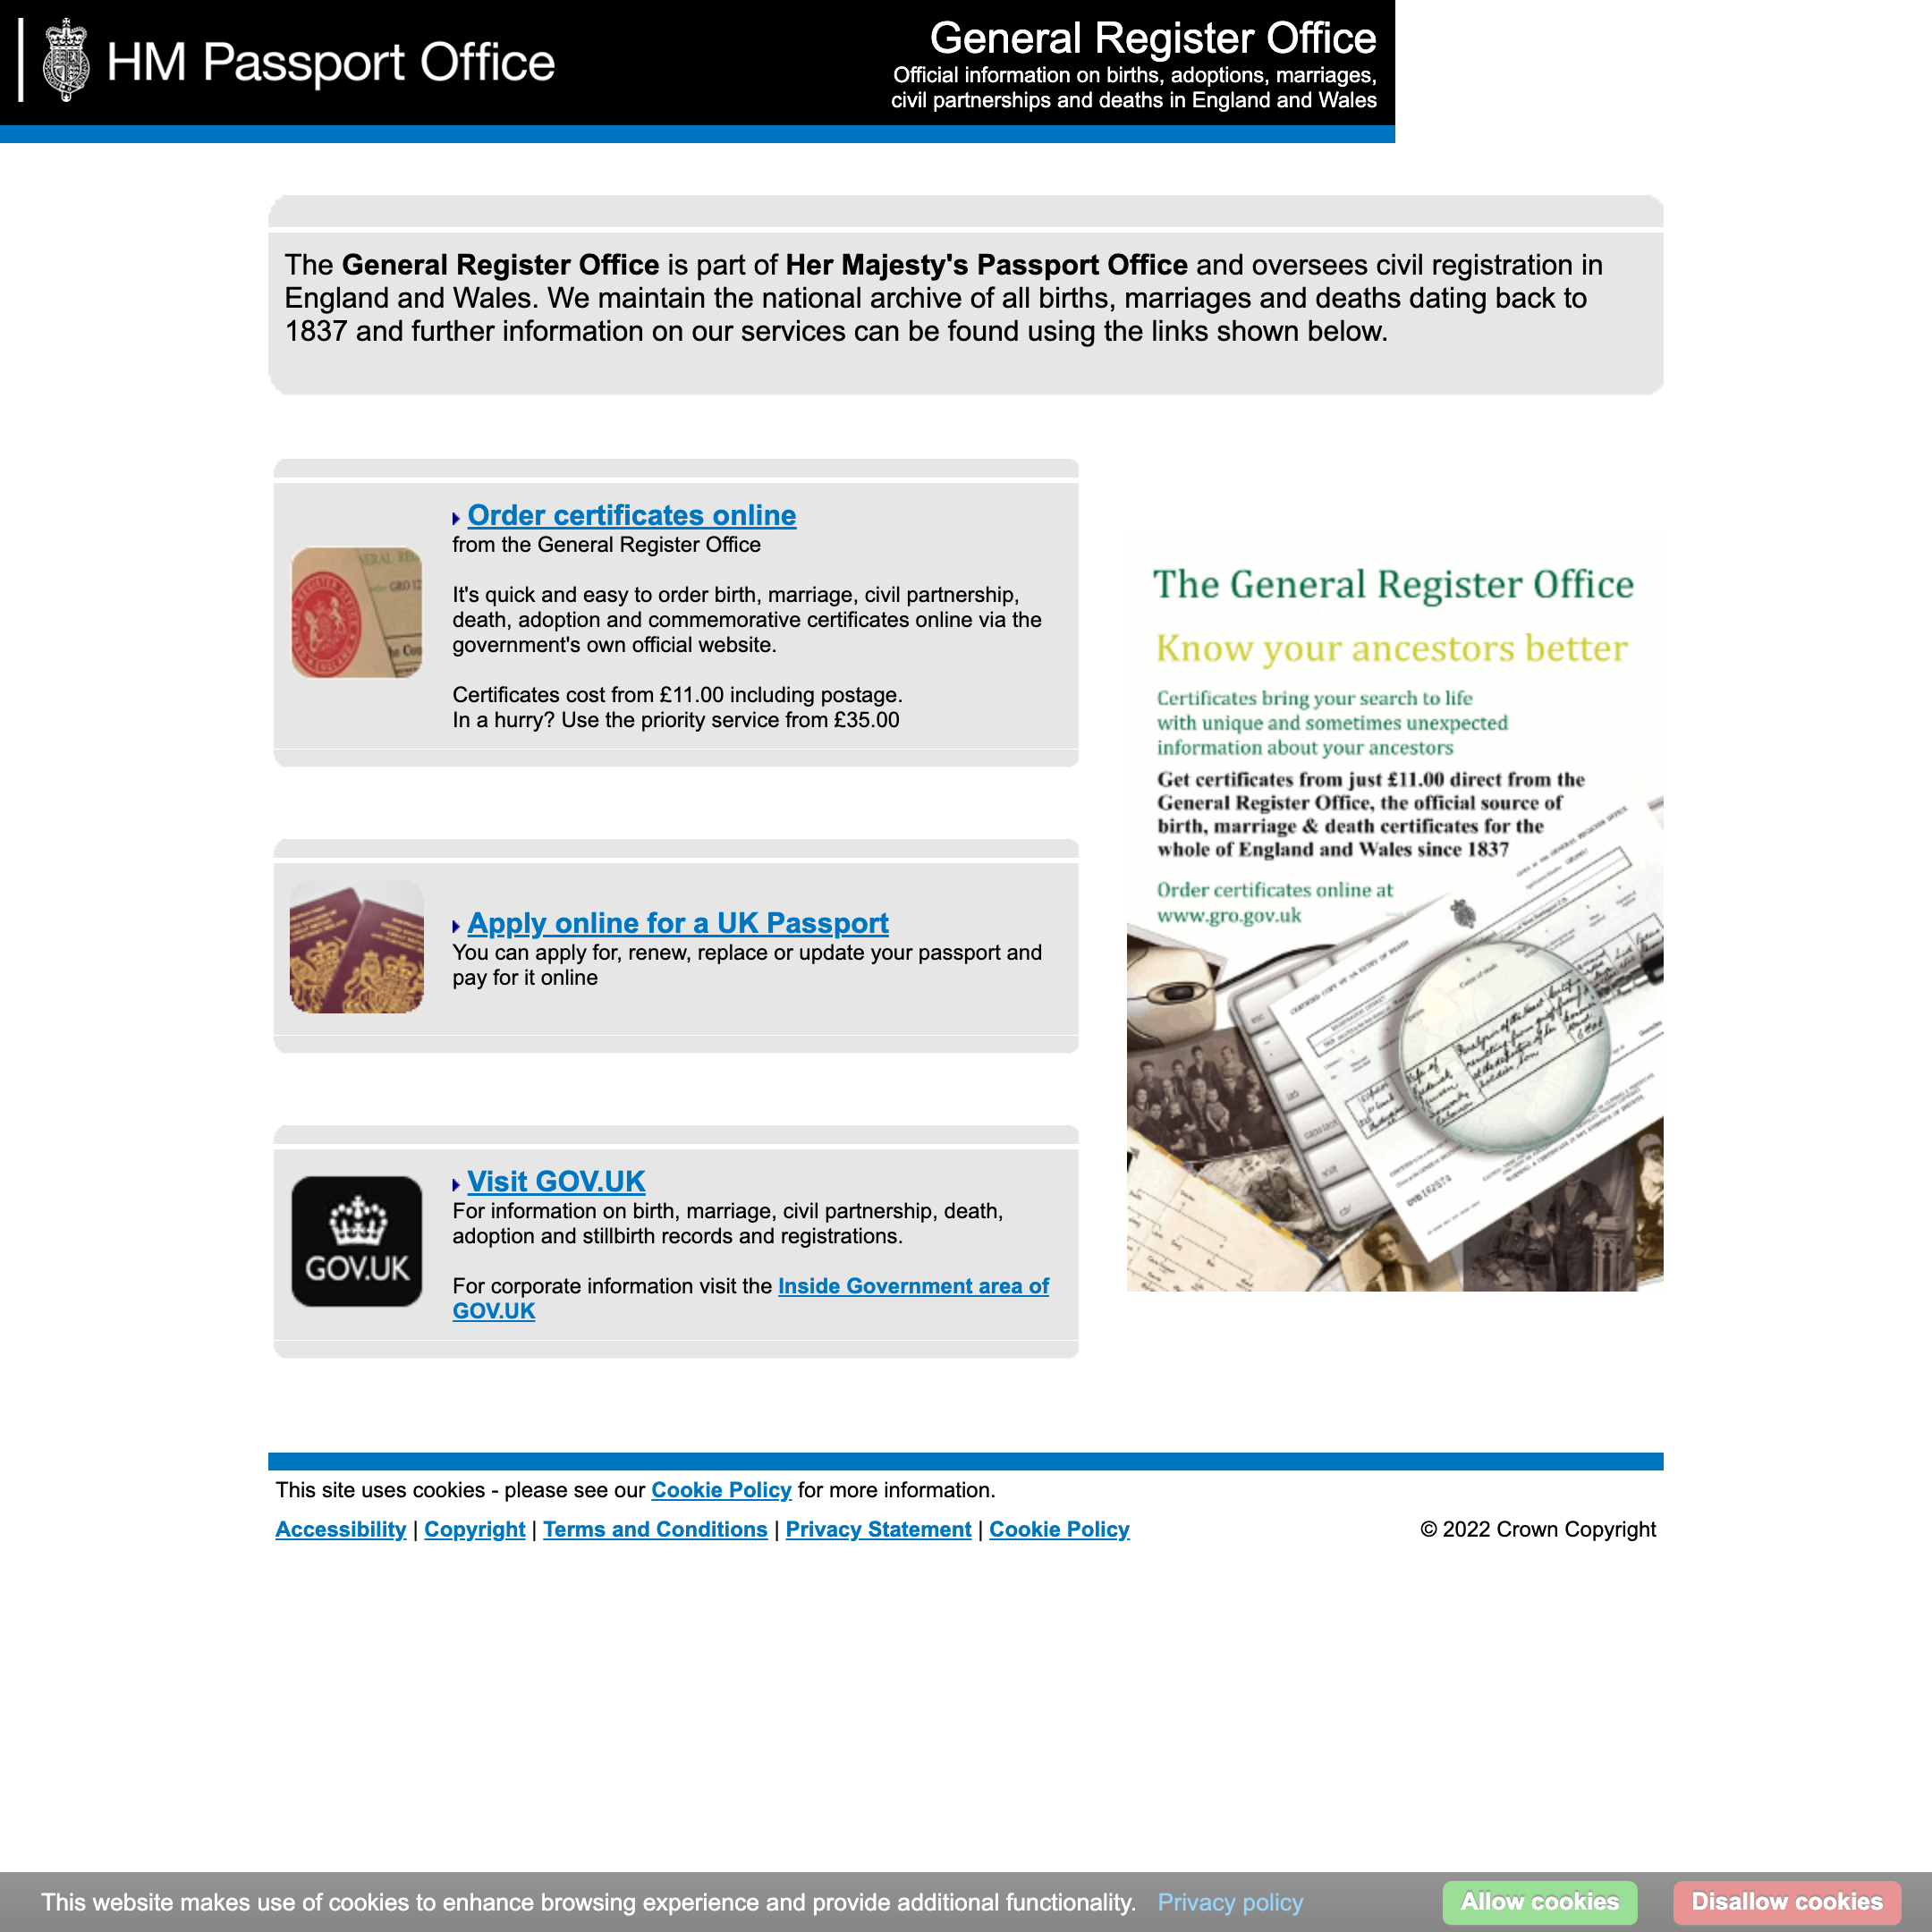 HM Passport Office
General Register Office
Official information on births, adoptions, marriages,
civil partnerships and deaths in England and Wales
The General Register Office is part of Her Majesty's Passport Office and oversees civil registration in
England and Wales. We maintain the national archive of all births, marriages and deaths dating back to
1837 and further information on our services can be found using the links shown below.
Order certificates online
from the General Register Office
It's quick and easy to order birth, marriage, civil partnership,
death, adoption and commemorative certificates online via the
government's own official website.
Certificates cost from £11.00 including postage.
In a hurry? Use the priority service from £35.00
Apply online for a UK Passport
You can apply for, renew, replace or update your passport and
pay for it online
GOV.UK
Visit GOV.UK
For information on birth, marriage, civil partnership, death,
adoption and stillbirth records and registrations.
For corporate information visit the Inside Government area of
GOV.UK
The General Register Office
Know your ancestors better
Certificates bring your search to life
with unique and sometimes unexpected
information about your ancestors
Get certificates from just £11.00 direct from the
General Register Office, the official source of
birth, marriage & death certificates for the
whole of England and Wales since 1837
Order certificates online at
www.gro.gov.uk
This site uses cookies - please see our Cookie Policy for more information.
Accessibility | Copyright | Terms and Conditions | Privacy Statement | Cookie Policy
© 2022 Crown Copyright
This website makes use of cookies to enhance browsing experience and provide additional functionality. Privacy policy
Allow cookies
Disallow cookies